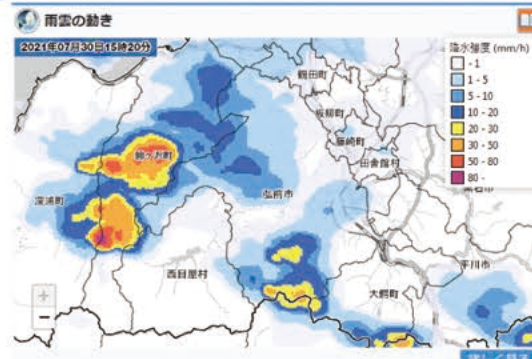 雨雲の動き
2021年07月30日15時20分
降水強度 (mm/h)
- 1
1 - 5
5 - 10
10 - 20
20 - 30
30 - 50
50 - 80
80 -
鶴田町
板柳町
藤崎町
田舎館村
鰺ヶ沢町
深浦町
弘前市
西目屋村
平川市
大鰐町
+
−